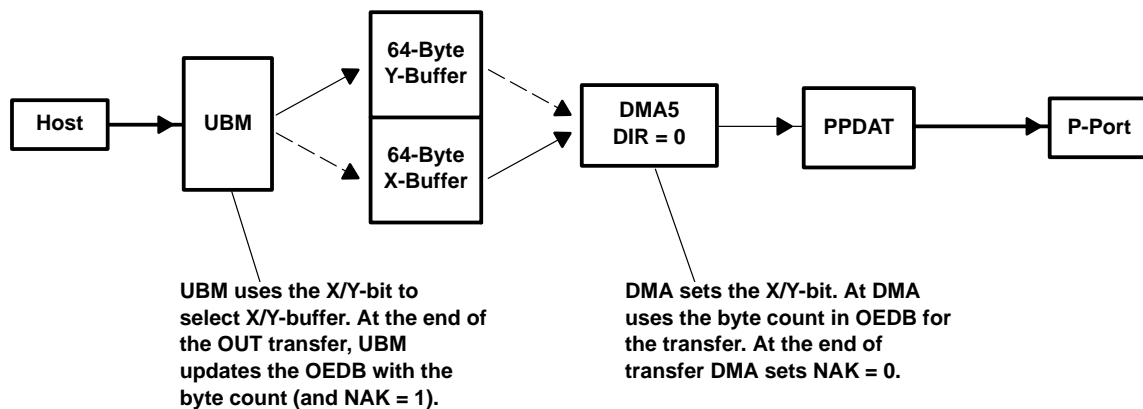 64-Byte
Y-Buffer
Host
UBM
DMA5
DIR = 0
PPDAT
P-Port
64-Byte
X-Buffer
UBM uses the X/Y-bit to
select X/Y-buffer. At the end of
the OUT transfer, UBM
updates the OEDB with the
byte count (and NAK = 1).
DMA sets the X/Y-bit. At DMA
uses the byte count in OEDB for
the transfer. At the end of
transfer DMA sets NAK = 0.